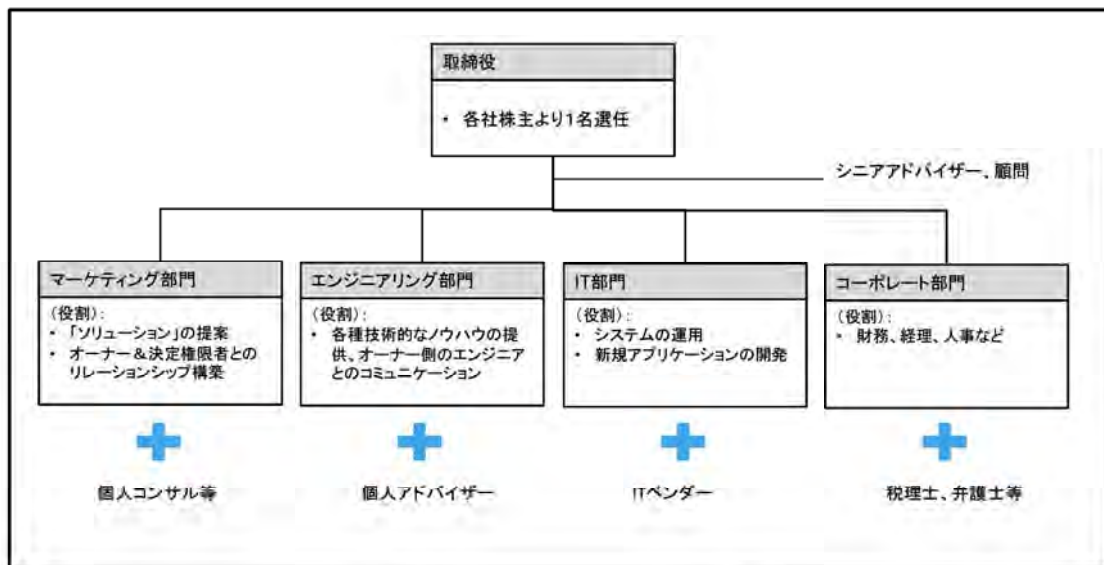 取締役
・ 各社株主より1名選任
シニアアドバイザー、顧問
マーケティング部門
(役割):
・ 「ソリューション」の提案
・ オーナー＆決定権限者との
リレーションシップ構築
エンジニアリング部門
(役割):
・ 各種技術的なノウハウの提
供、オーナー側のエンジニア
とのコミュニケーション
IT部門
(役割):
・ システムの運用
・ 新規アプリケーションの開発
コーポレート部門
(役割):
・ 財務、経理、人事など
個人コンサル等
個人アドバイザー
ITベンダー
税理士、弁護士等